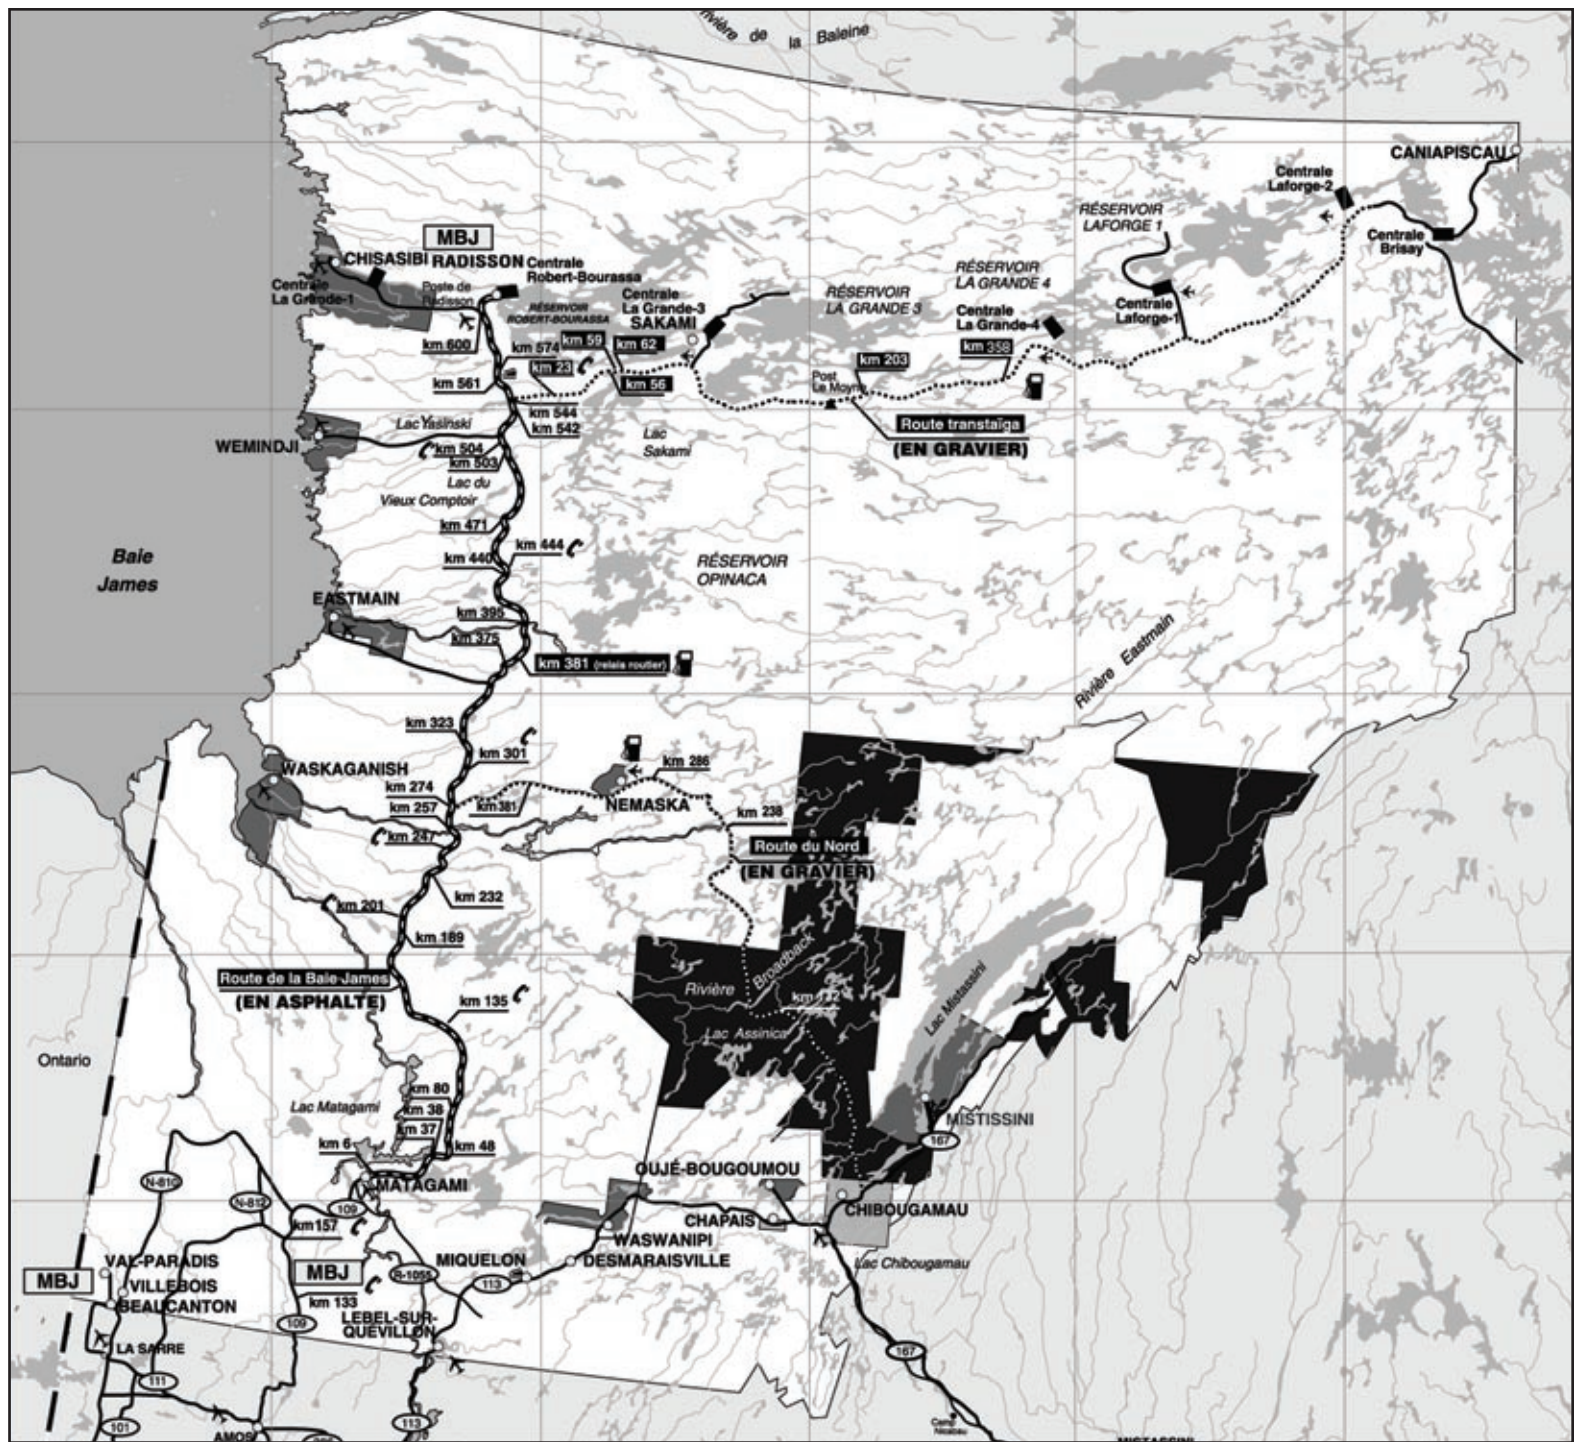 Rivière de la Baleine
CANIAPISCAU
Centrale
Laforge-2
RÉSERVOIR
LAFORGE 1
Centrale
Brisay
MBJ
CHISASIBI
RADISSON
Centrale
Robert-Bourassa
Centrale
La Grande-1
Poste de
Radisson
RÉSERVOIR
ROBERT-BOURASSA
Centrale
La Grande-3
SAKAMI
RÉSERVOIR
LA GRANDE 3
RÉSERVOIR
LA GRANDE 4
Centrale
La Grande-4
Centrale
Laforge-1
km 600
km 574
km 59
km 62
km 23
km 56
km 203
km 358
km 561
Post
Le Moyne
km 544
km 542
Route transtaïga
(EN GRAVIER)
Lac Yasinski
WEMINDJI
km 504
km 503
Lac
Sakami
Lac du
Vieux Comptoir
km 471
km 444
km 440
Baie
James
RÉSERVOIR
OPINACA
EASTMAIN
km 395
km 375
km 381 (relais routier)
Rivière Eastmain
km 323
km 301
WASKAGANISH
km 286
km 274
km 257
km 381
NEMASKA
km 247
km 238
Route du Nord
(EN GRAVIER)
km 232
km 201
km 189
Route de la Baie-James
(EN ASPHALTE)
km 135
Rivière Broadback
km 132
Lac Assinica
Lac Mistassini
Ontario
km 80
Lac Matagami
km 38
km 37
km 6
km 48
MISTISSINI
167
OUJÉ-BOUGOUMOU
MATAGAMI
N-810
N-812
109
km157
CHAPAIS
CHIBOUGAMAU
WASWANIPI
DESMARAISVILLE
MIQUELON
Lac Chibougamau
VAL-PARADIS
MBJ
VILLEBOIS
BEAUCANTON
MBJ
R-1055
113
km 133
LEBEL-SUR-
QUÉVILLON
109
LA SARRE
167
111
101
113
AMOS
Camp
Nicabau
MISTASSINI